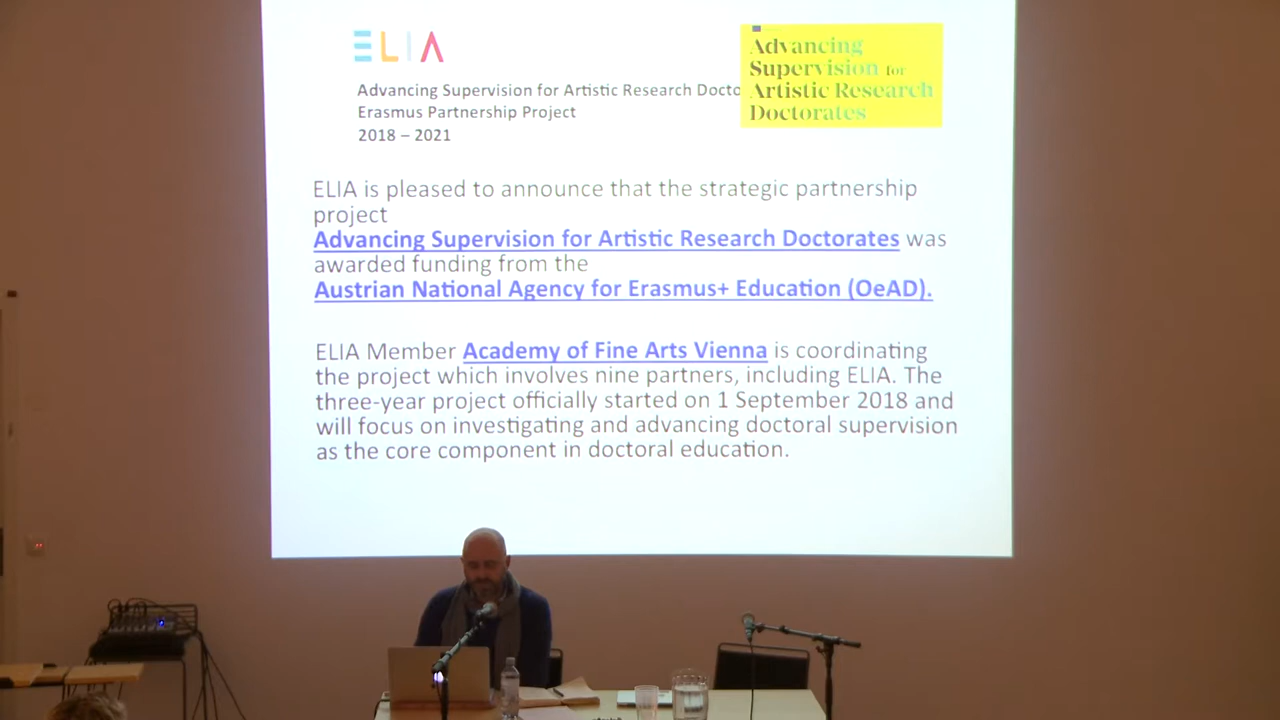 ELIA
Advancing
Supervision for
Artistic Research
Doctorates
Advancing Supervision for Artistic Research Docto
Erasmus Partnership Project
2018 – 2021
ELIA is pleased to announce that the strategic partnership
project
Advancing Supervision for Artistic Research Doctorates was
awarded funding from the
Austrian National Agency for Erasmus+ Education (OeAD).
ELIA Member Academy of Fine Arts Vienna is coordinating
the project which involves nine partners, including ELIA. The
three-year project officially started on 1 September 2018 and
will focus on investigating and advancing doctoral supervision
as the core component in doctoral education.